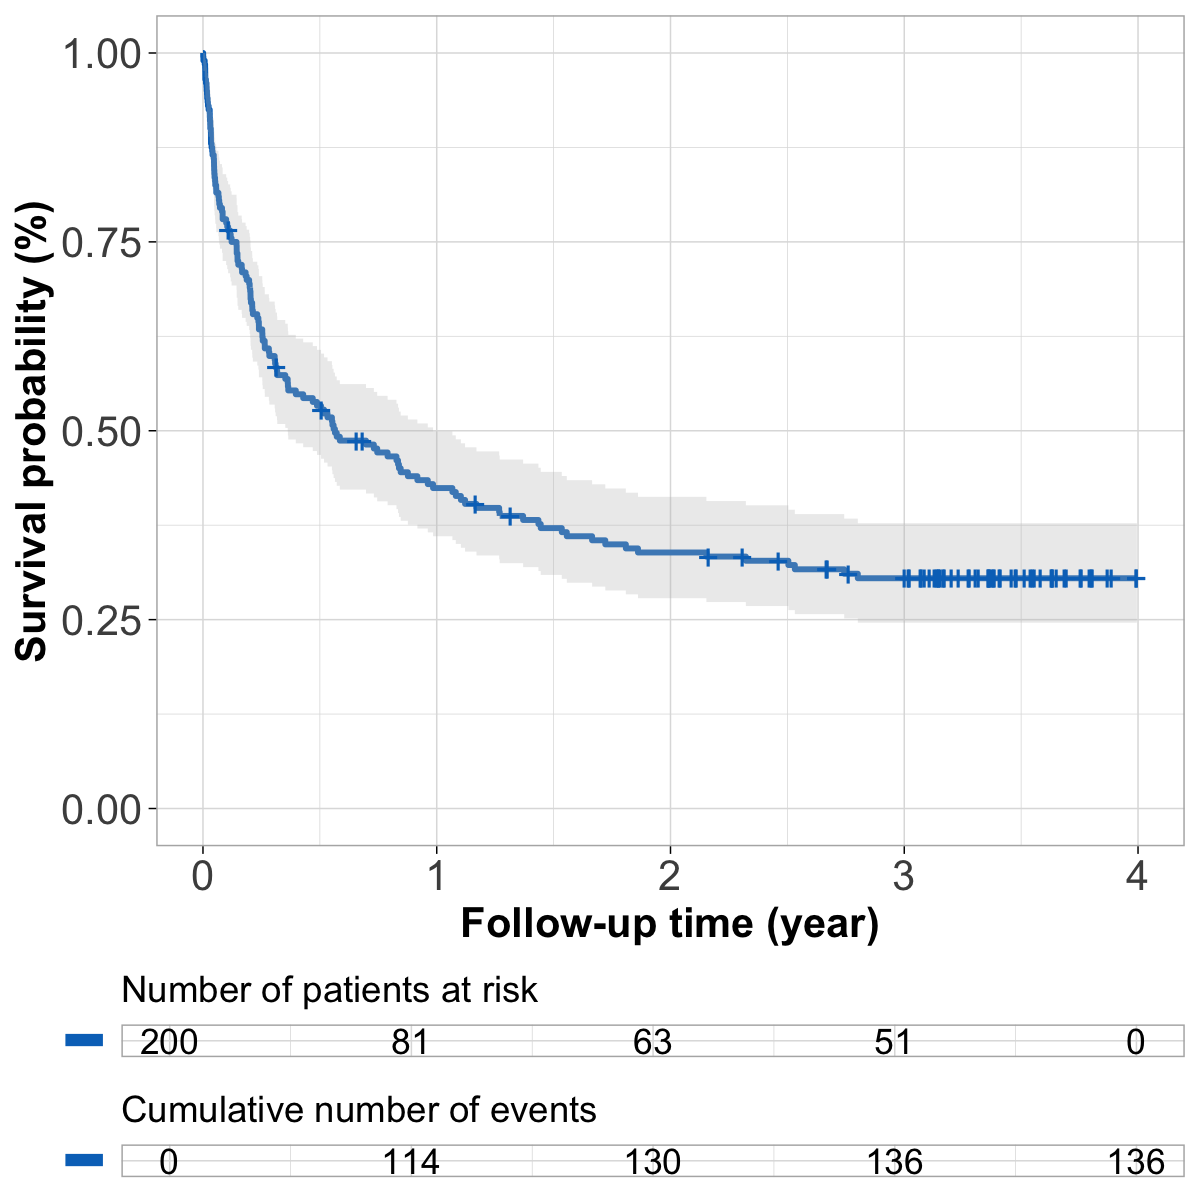 Survival probability (%)
1.00
0.75
0.50
0.25
0.00
0 1 2 3 4
Follow-up time (year)
Number of patients at risk
200 81 63 51 0
Cumulative number of events
0 114 130 136 136